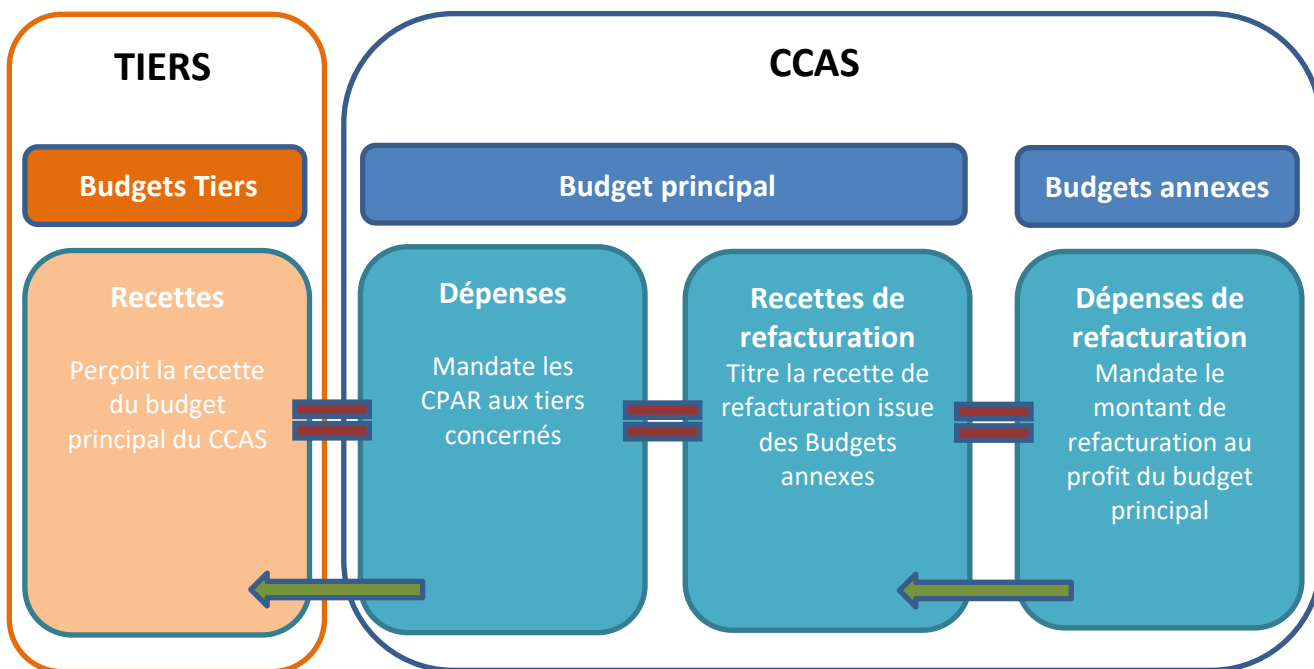 TIERS
CCAS
Budgets Tiers
Budget principal
Budgets annexes
Recettes
Perçoit la recette
du budget
principal du CCAS
Dépenses
Mandate les
CPAR aux tiers
concernés
Recettes de
refacturation
Titre la recette de
refacturation issue
des Budgets
annexes
Dépenses de
refacturation
Mandate le
montant de
refacturation au
profit du budget
principal